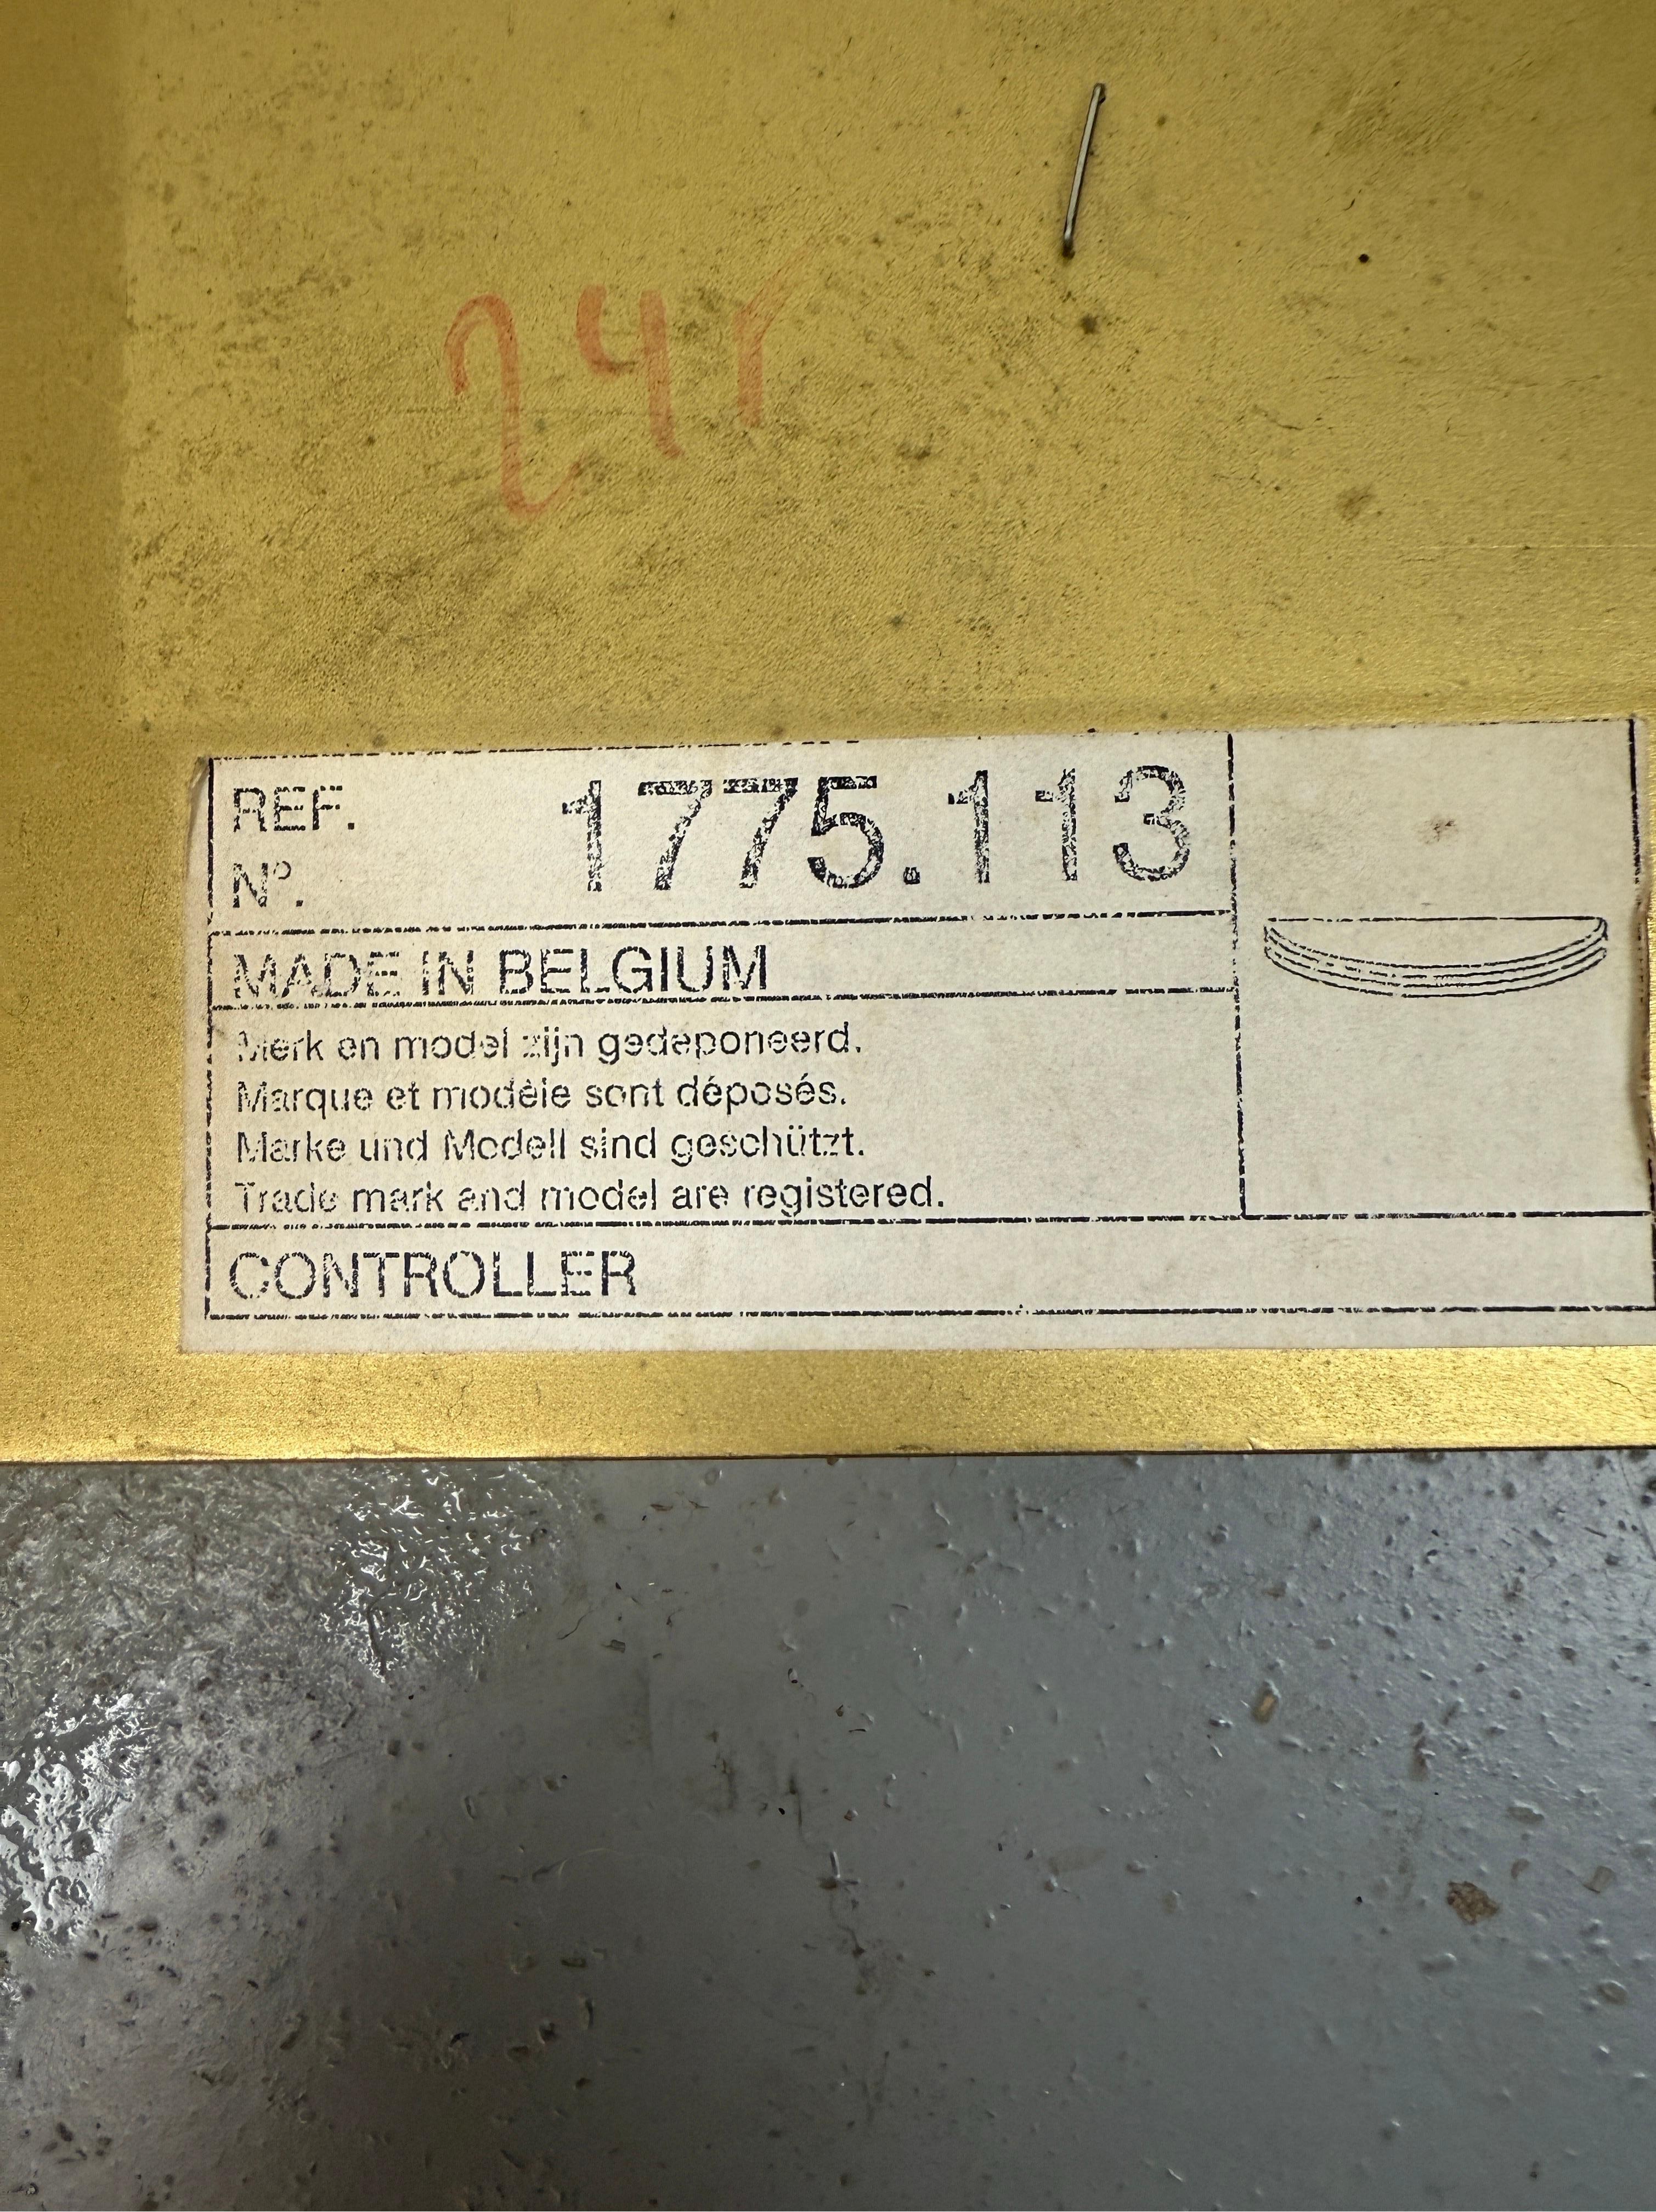 REF. 1775.113
Nº.
MADE IN BELGIUM
Merk en model zijn gedeponeerd.
Marque et modèle sont déposés.
Marke und Modell sind geschützt.
Trade mark and model are registered.
CONTROLLER